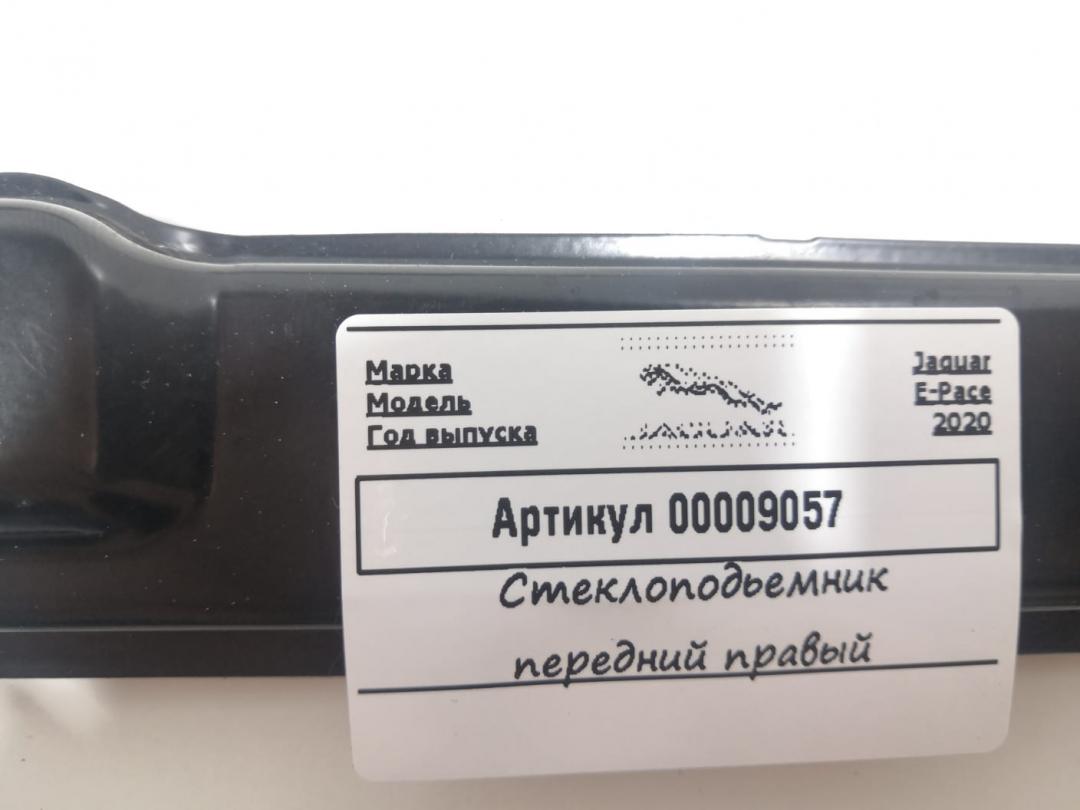 Марка Jaguar
Модель E-Pace
Год выпуска 2020
Артикул 00009057
Стеклоподьемник
передний правый